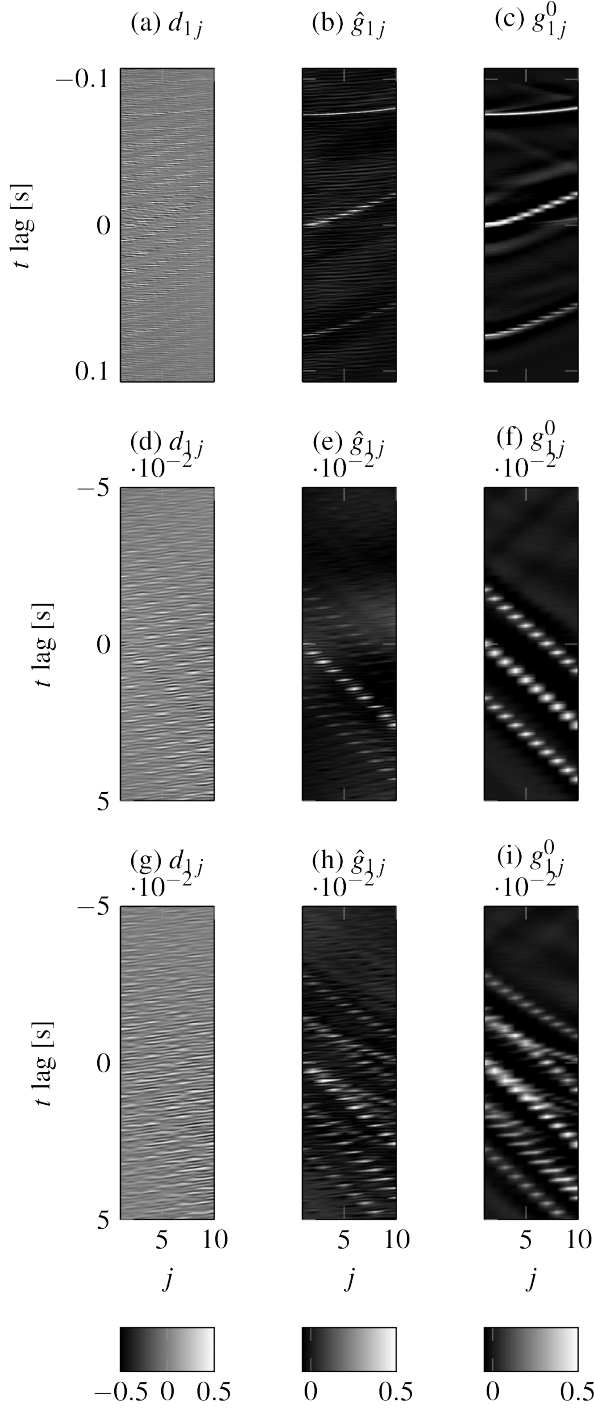 (a) d₁ⱼ (b) ĝ₁ⱼ (c) g⁰₁ⱼ
−0.1
0
0.1
t lag [s]
(d) d₁ⱼ (e) ĝ₁ⱼ (f) g⁰₁ⱼ
·10⁻² ·10⁻² ·10⁻²
−5
0
5
t lag [s]
(g) d₁ⱼ (h) ĝ₁ⱼ (i) g⁰₁ⱼ
·10⁻² ·10⁻² ·10⁻²
−5
0
5
t lag [s]
5 10 5 10 5 10
j j j
−0.5 0 0.5 0 0.5 0 0.5